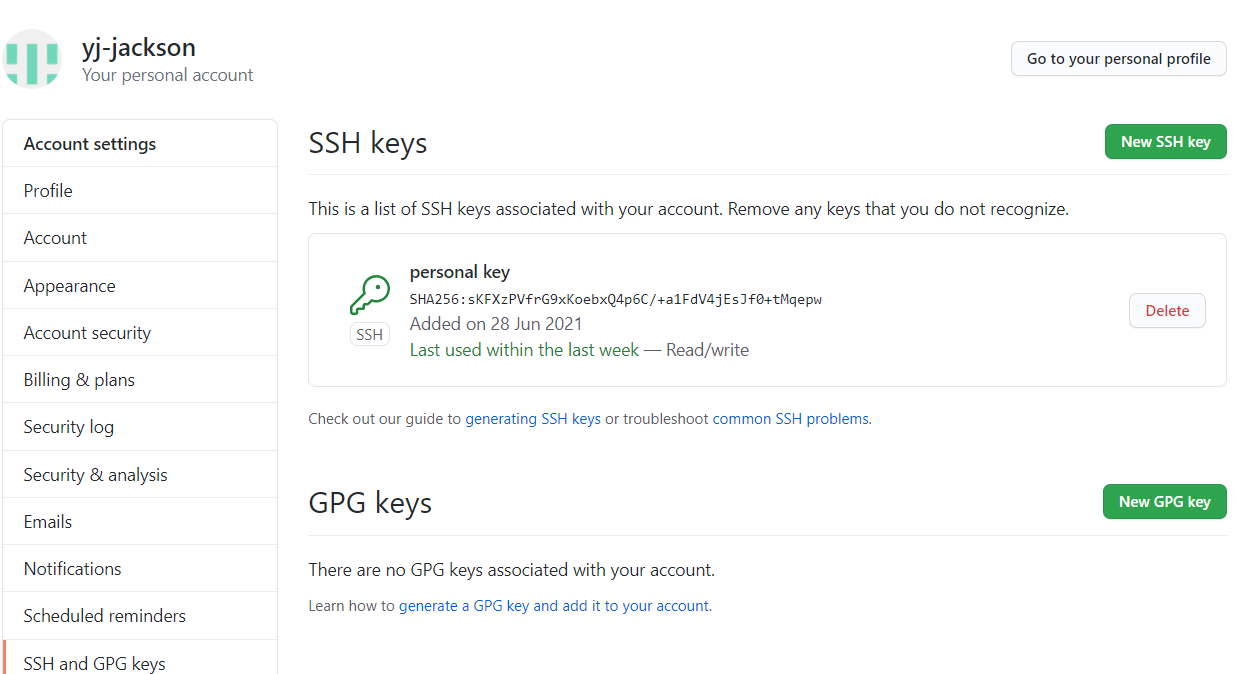 yj-jackson
Your personal account
Go to your personal profile
Account settings
Profile
Account
Appearance
Account security
Billing & plans
Security log
Security & analysis
Emails
Notifications
Scheduled reminders
SSH and GPG keys
SSH keys
New SSH key
This is a list of SSH keys associated with your account. Remove any keys that you do not recognize.
SSH
personal key
SHA256:sKFXzPVfrG9xKoebxQ4p6C/+a1FdV4jEsJf0+tMqepw
Added on 28 Jun 2021
Last used within the last week — Read/write
Delete
Check out our guide to generating SSH keys or troubleshoot common SSH problems.
GPG keys
New GPG key
There are no GPG keys associated with your account.
Learn how to generate a GPG key and add it to your account.